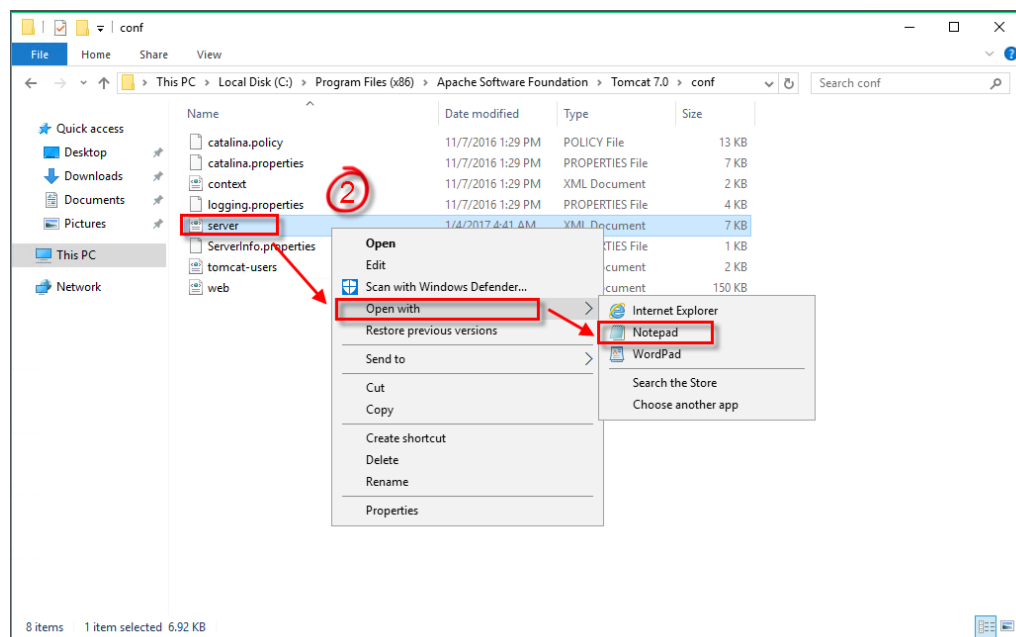 conf
File Home Share View
This PC > Local Disk (C:) > Program Files (x86) > Apache Software Foundation > Tomcat 7.0 > conf
Search conf
Name Date modified Type Size
Quick access
Desktop
Downloads
Documents
Pictures
This PC
Network
catalina.policy 11/7/2016 1:29 PM POLICY File 13 KB
catalina.properties 11/7/2016 1:29 PM PROPERTIES File 7 KB
context 11/7/2016 1:29 PM XML Document 2 KB
logging.properties 11/7/2016 1:29 PM PROPERTIES File 4 KB
server 1/4/2017 4:41 AM XML Document 7 KB
ServerInfo.properties TIES File 1 KB
tomcat-users cument 2 KB
web cument 150 KB
2
Open
Edit
Scan with Windows Defender...
Open with
Restore previous versions
Send to
Cut
Copy
Create shortcut
Delete
Rename
Properties
Internet Explorer
Notepad
WordPad
Search the Store
Choose another app
8 items 1 item selected 6.92 KB